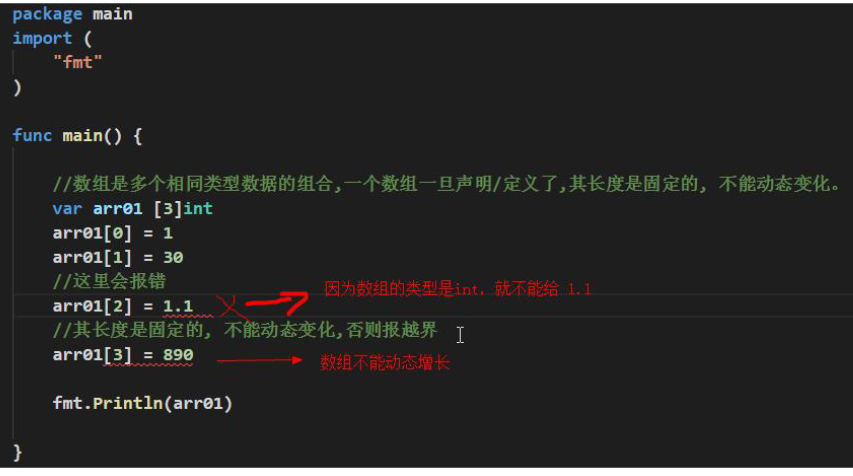 package main
import (
"fmt"
)
func main() {
//数组是多个相同类型数据的组合,一个数组一旦声明/定义了,其长度是固定的, 不能动态变化。
var arr01 [3]int
arr01[0] = 1
arr01[1] = 30
//这里会报错
因为数组的类型是int, 就不能给 1.1
arr01[2] = 1.1
//其长度是固定的, 不能动态变化,否则报越界
arr01[3] = 890
数组不能动态增长
fmt.Println(arr01)
}